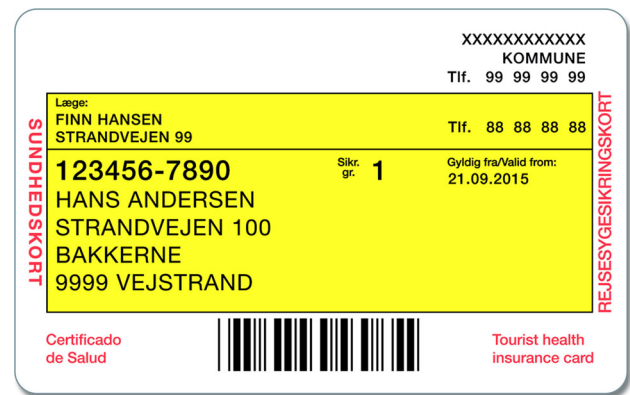 XXXXXXXXXXXX
KOMMUNE
Tlf. 99 99 99 99
Læge:
FINN HANSEN
STRANDVEJEN 99
Tlf. 88 88 88 88
123456-7890
Sikr.
gr. 1
Gyldig fra/Valid from:
21.09.2015
HANS ANDERSEN
STRANDVEJEN 100
BAKKERNE
9999 VEJSTRAND
SUNDHEDSKORT
REJSESYGESIKRINGSKORT
Certificado
de Salud
Tourist health
insurance card